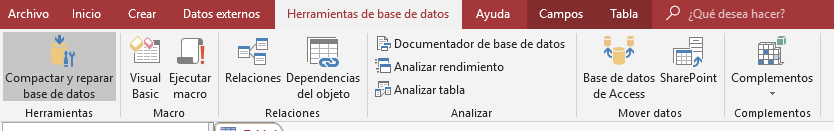 Archivo Inicio Crear Datos externos Herramientas de base de datos Ayuda Campos Tabla ¿Qué desea hacer?
Compactar y reparar
base de datos
Herramientas
Visual
Basic
Ejecutar
macro
Macro
Relaciones
Dependencias
del objeto
Relaciones
Documentador de base de datos
Analizar rendimiento
Analizar tabla
Analizar
Base de datos
de Access
SharePoint
Mover datos
Complementos
Complementos